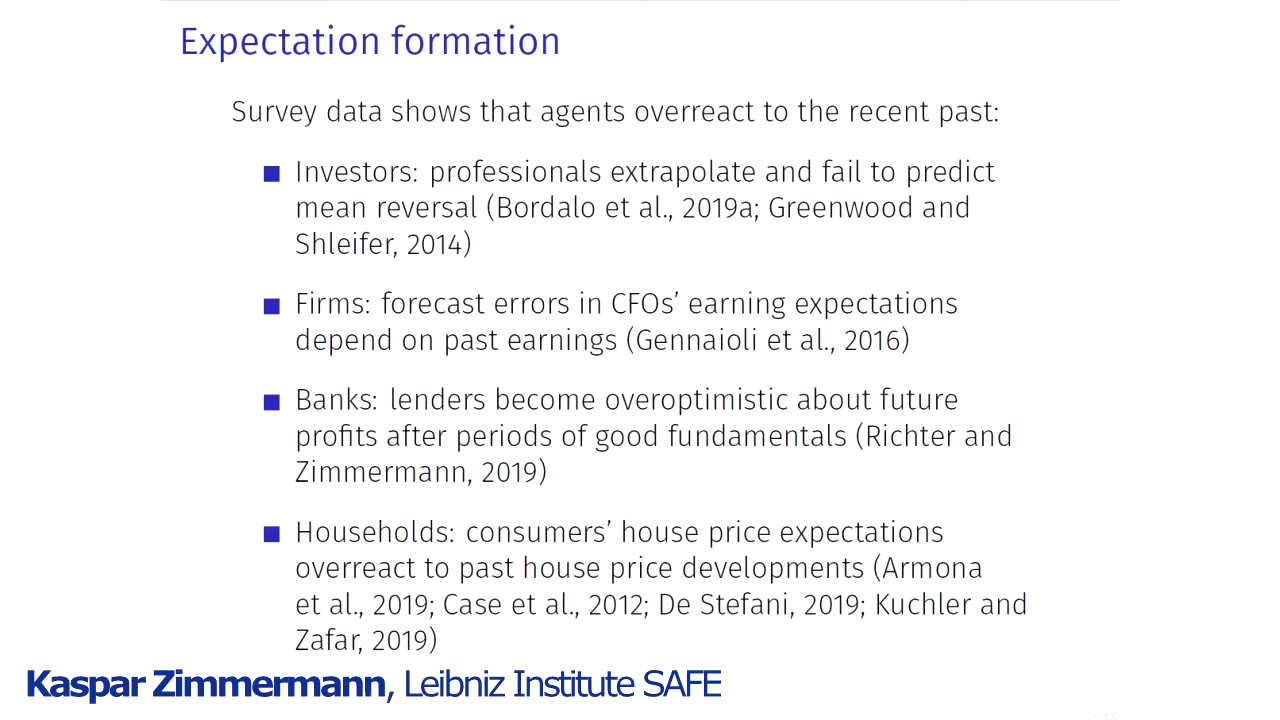 Expectation formation
Survey data shows that agents overreact to the recent past:
Investors: professionals extrapolate and fail to predict
mean reversal (Bordalo et al., 2019a; Greenwood and
Shleifer, 2014)
Firms: forecast errors in CFOs’ earning expectations
depend on past earnings (Gennaioli et al., 2016)
Banks: lenders become overoptimistic about future
profits after periods of good fundamentals (Richter and
Zimmermann, 2019)
Households: consumers’ house price expectations
overreact to past house price developments (Armona
et al., 2019; Case et al., 2012; De Stefani, 2019; Kuchler and
Zafar, 2019)
Kaspar Zimmermann, Leibniz Institute SAFE